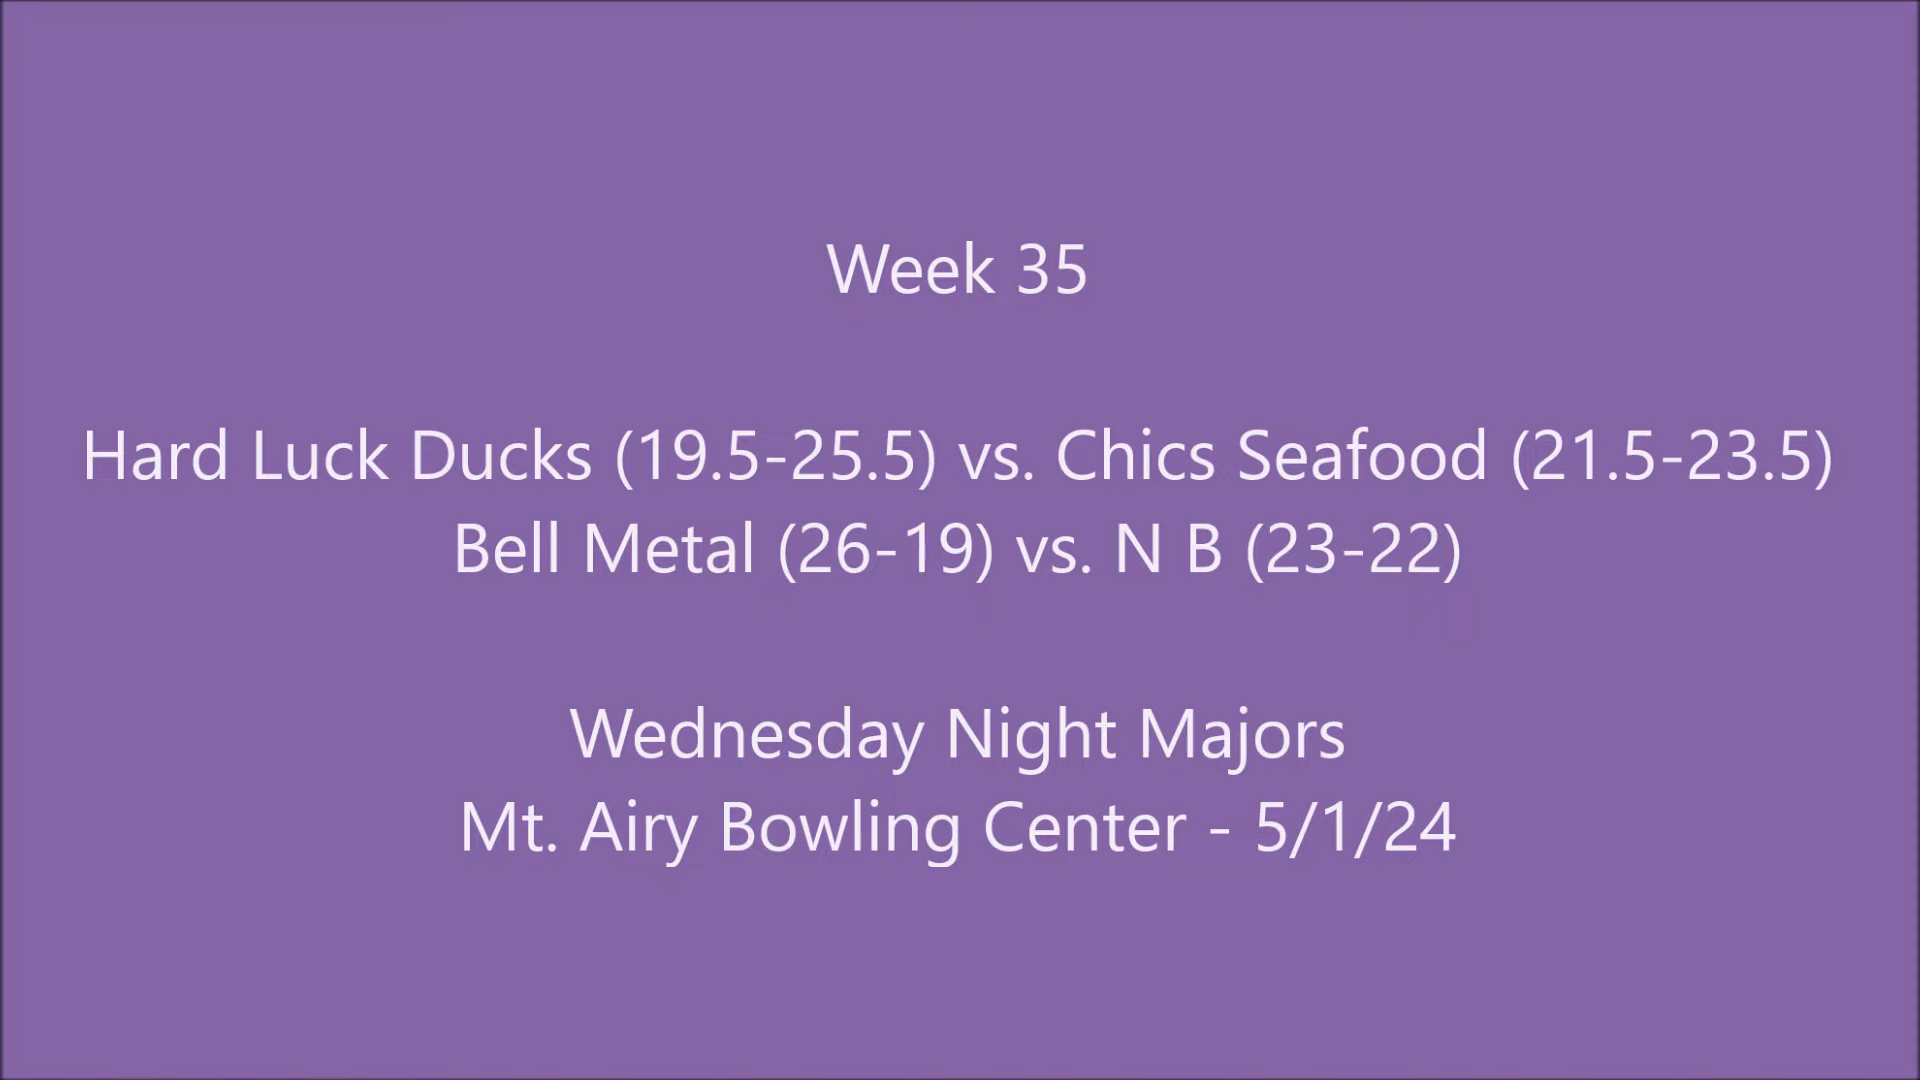 Week 35
Hard Luck Ducks (19.5-25.5) vs. Chics Seafood (21.5-23.5)
Bell Metal (26-19) vs. N B (23-22)
Wednesday Night Majors
Mt. Airy Bowling Center - 5/1/24